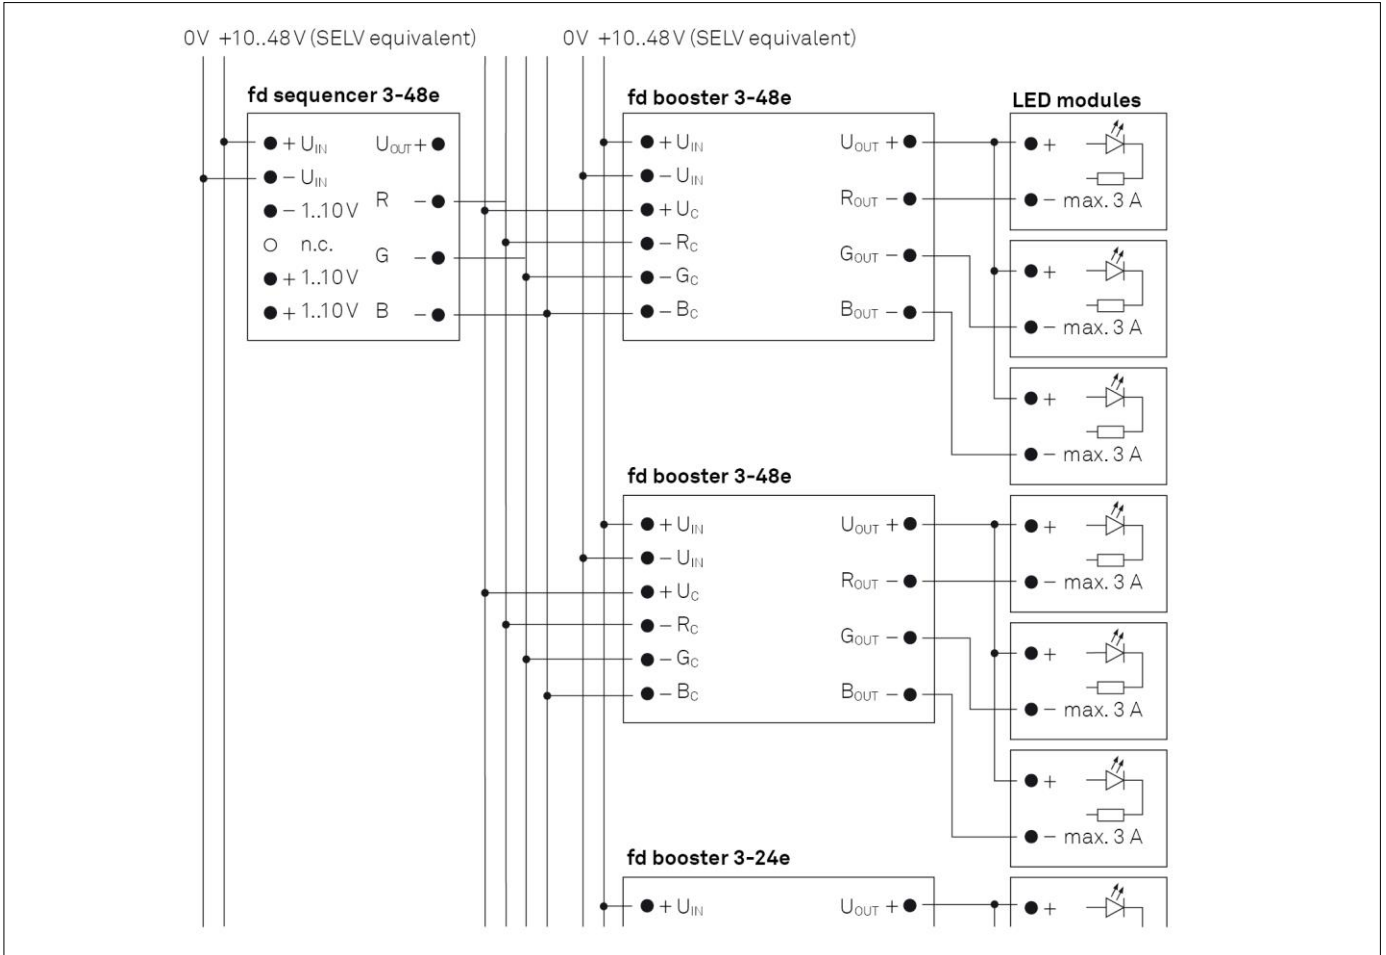 0V +10..48V (SELV equivalent)
0V +10..48V (SELV equivalent)
fd sequencer 3-48e
+ UIN
UOUT+
− UIN
R −
− 1..10V
n.c.
G −
+ 1..10V
+ 1..10V
B −
fd booster 3-48e
+ UIN
UOUT +
− UIN
ROUT −
+ UC
− RC
GOUT −
− GC
− BC
BOUT −
LED modules
+
− max. 3 A
+
− max. 3 A
+
− max. 3 A
fd booster 3-48e
+ UIN
UOUT +
− UIN
ROUT −
+ UC
− RC
GOUT −
− GC
− BC
BOUT −
+
− max. 3 A
+
− max. 3 A
+
− max. 3 A
fd booster 3-24e
+ UIN
UOUT +
+